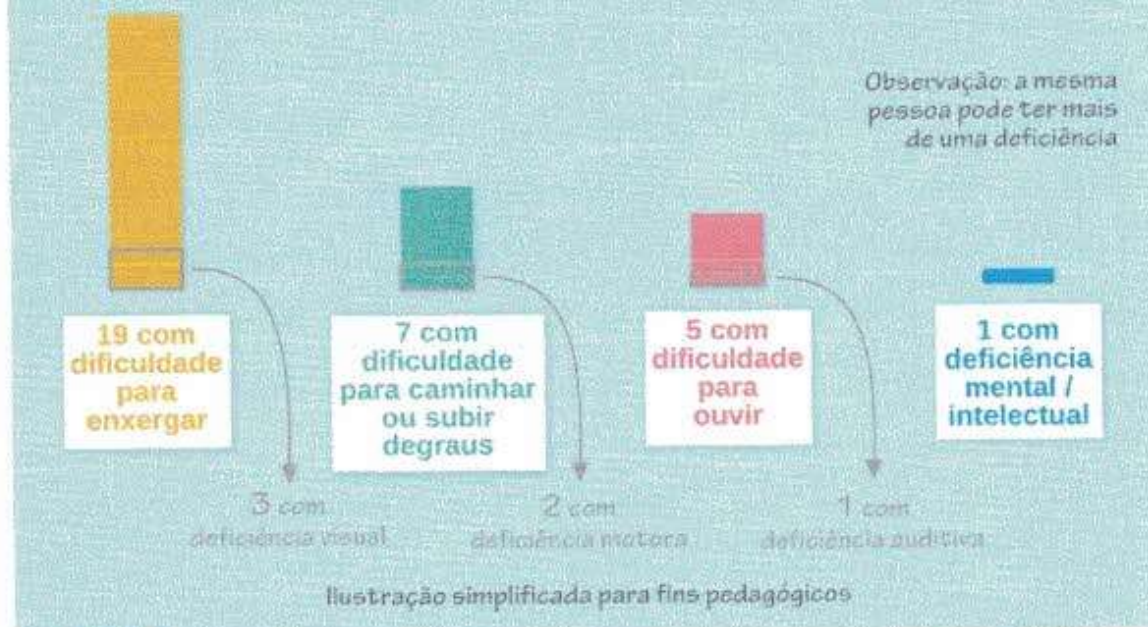 Observação: a mesma
pessoa pode ter mais
de uma deficiência
19 com
dificuldade
para
enxergar
7 com
dificuldade
para caminhar
ou subir
degraus
5 com
dificuldade
para
ouvir
1 com
deficiência
mental /
intelectual
3 com
deficiência visual
2 com
deficiência motora
1 com
deficiência auditiva
Ilustração simplificada para fins pedagógicos